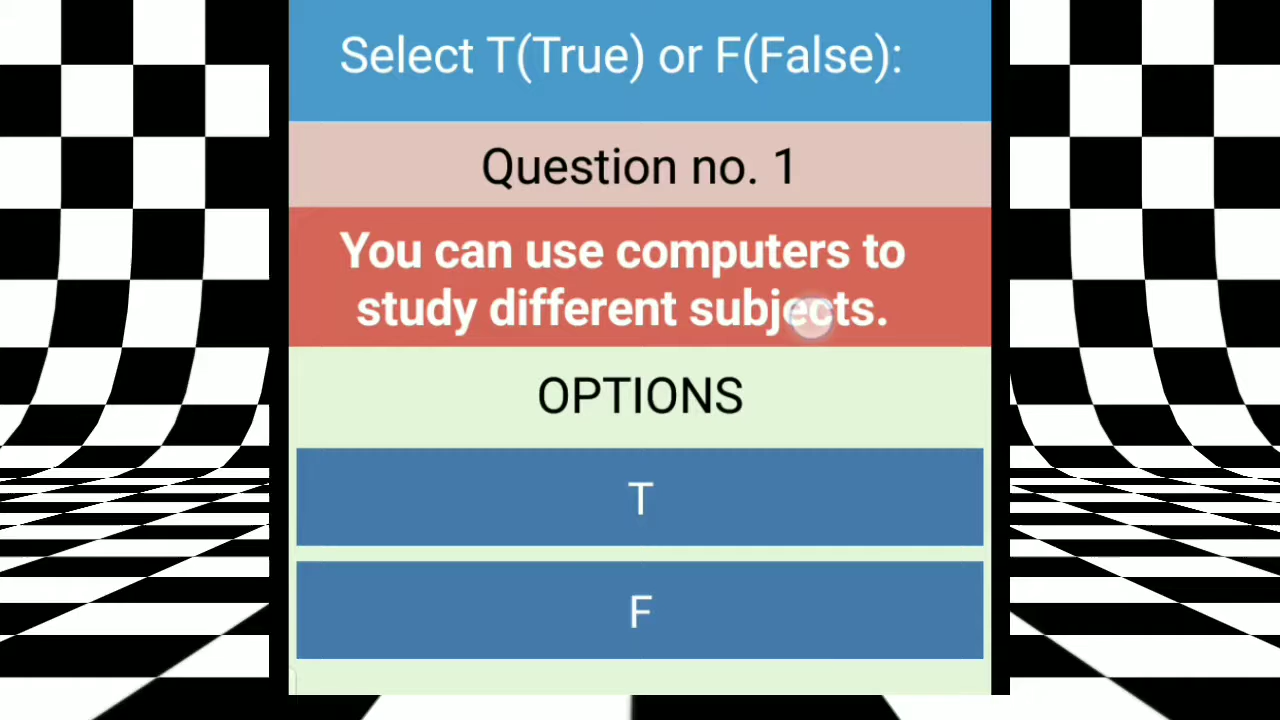 Select T(True) or F(False):
Question no. 1
You can use computers to
study different subjects.
OPTIONS
T
F